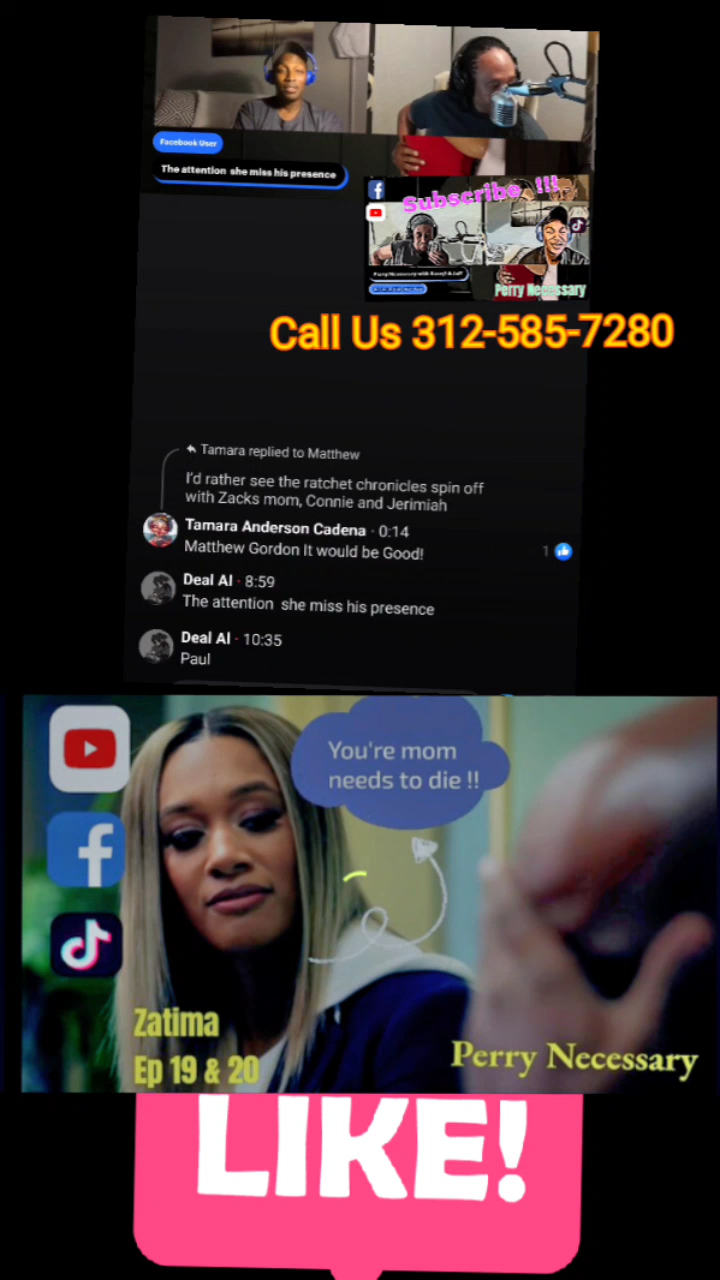 Facebook User
The attention she miss his presence
Subscribe !!!
Perry Necessary
Call Us 312-585-7280
Tamara replied to Matthew
I'd rather see the ratchet chronicles spin off
with Zacks mom, Connie and Jerimiah
Tamara Anderson Cadena · 0:14
Matthew Gordon It would be Good!
1
Deal Al · 8:59
The attention she miss his presence
Deal Al · 10:35
Paul
You're mom
needs to die !!
Zatima
Ep 19 & 20
Perry Necessary
LIKE!